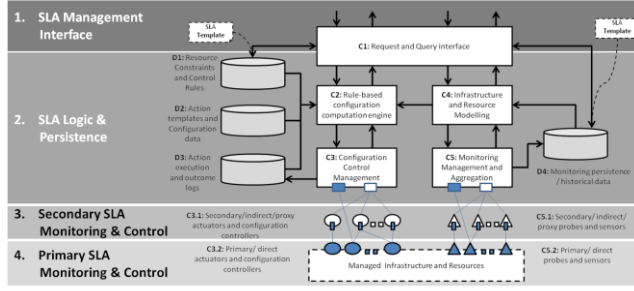 1. SLA Management
Interface
SLA
Template
SLA
Template
C1: Request and Query interface
D1: Resource
Constraints
and Control
Rules
2. SLA Logic &
Persistence
D2: Action
templates and
Configuration
data
C2: Rule-based
configuration
computation
engine
C4: Infrastructure
and Resource
Modelling
D3: Action
execution
and outcome
logs
C3: Configuration
Control
Management
C5: Monitoring
Management and
Aggregation
D4: Monitoring persistence
/ historical data
3. Secondary SLA
Monitoring & Control
C3.1: Secondary/indirect/proxy
actuators and configuration
controllers
C5.1: Secondary/indirect/
proxy probes and sensors
4. Primary SLA
Monitoring & Control
C3.2: Primary/ direct
actuators and configuration
controllers
Managed Infrastructure and Resources
C5.2: Primary/ direct
probes and sensors